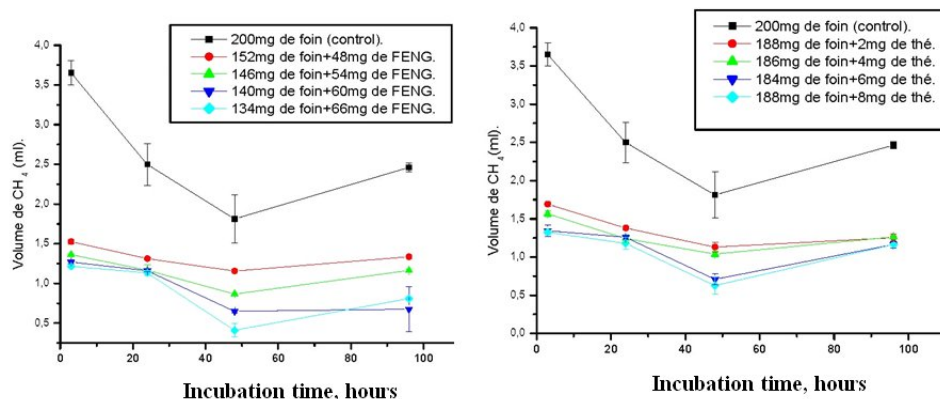 4,0
3,5
3,0
2,5
2,0
1,5
1,0
0,5
Volume de CH4 (ml).
200mg de foin (control).
152mg de foin+48mg de FENG.
146mg de foin+54mg de FENG.
140mg de foin+60mg de FENG.
134mg de foin+66mg de FENG.
0 20 40 60 80 100
Incubation time, hours
4,0
3,5
3,0
2,5
2,0
1,5
1,0
0,5
0,0
Volume de CH4(ml).
200mg de foin (control).
188mg de foin+2mg de thé.
186mg de foin+4mg de thé.
184mg de foin+6mg de thé.
188mg de foin+8mg de thé.
0 20 40 60 80 100
Incubation time, hours